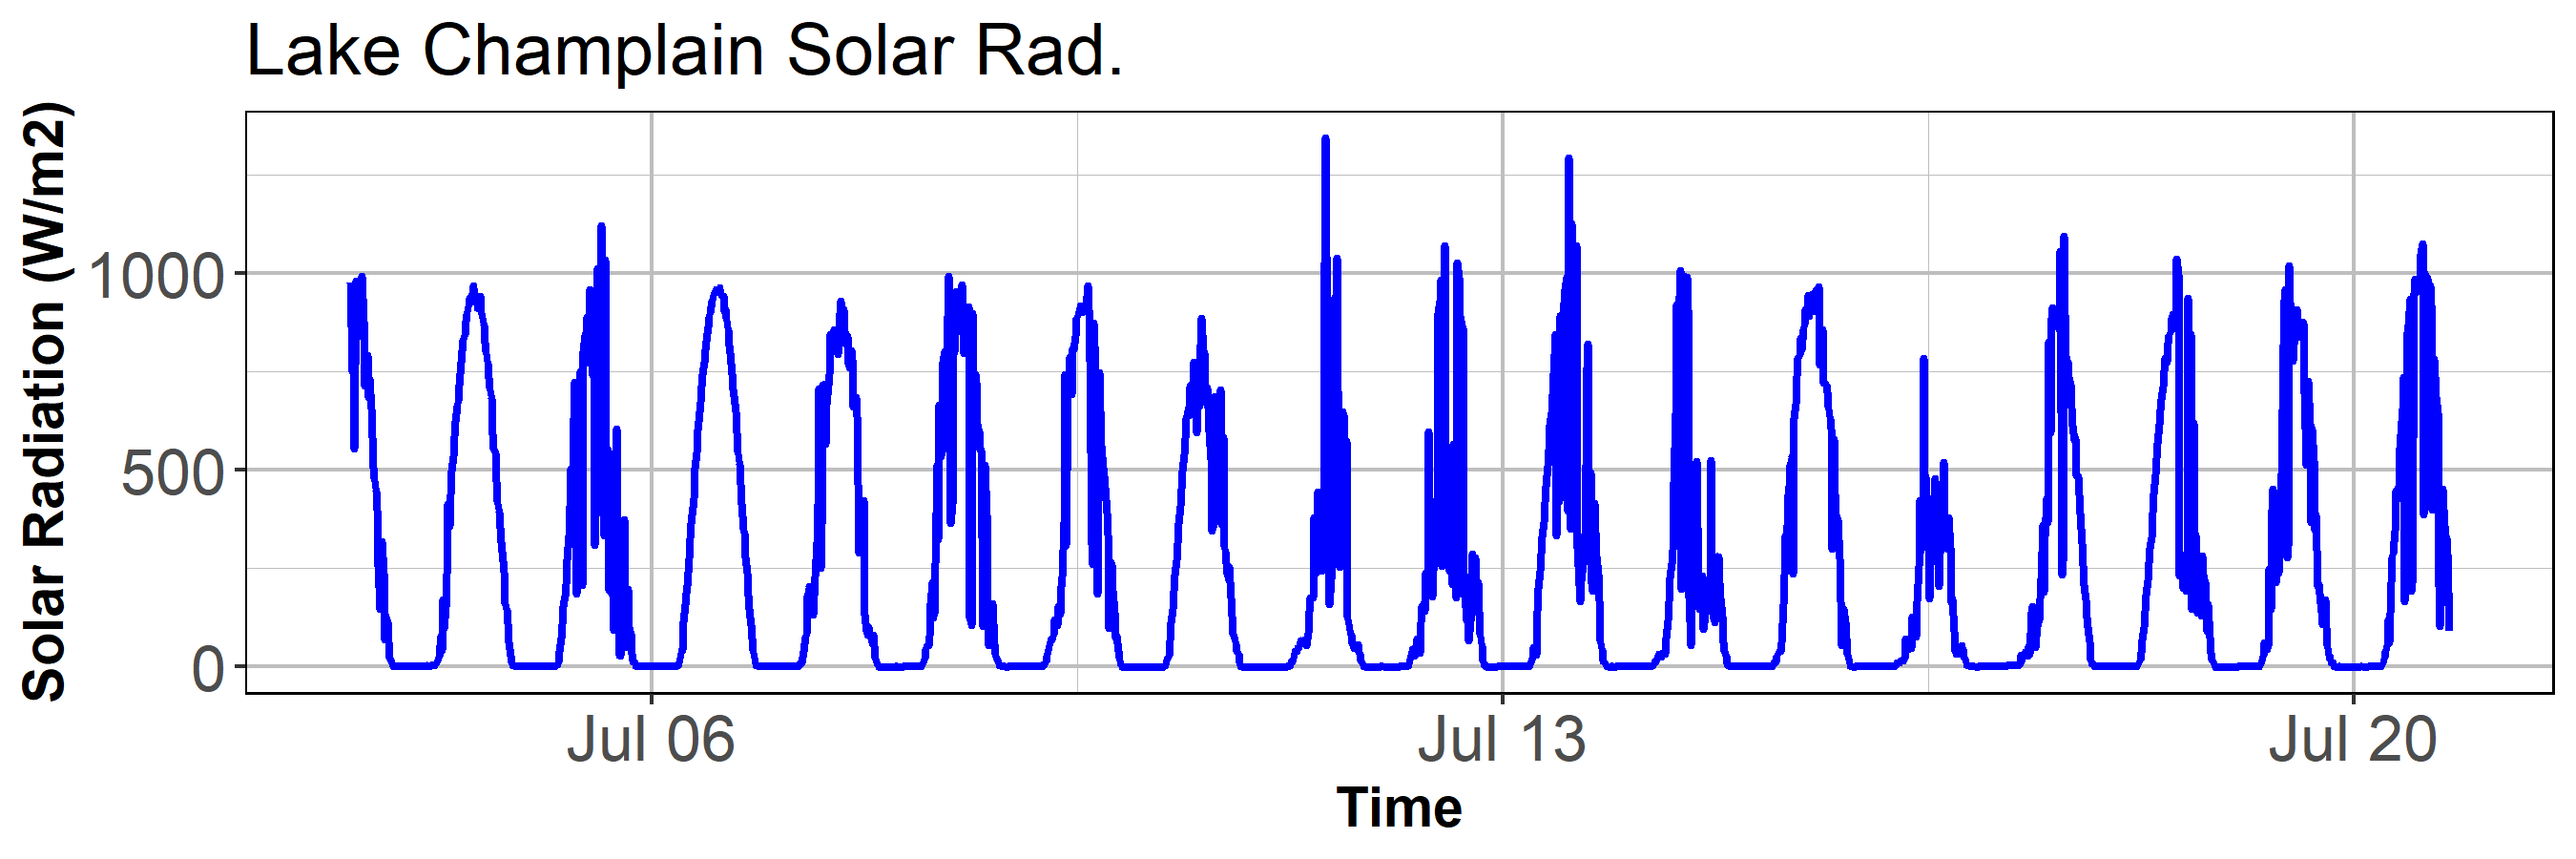 Lake Champlain Solar Rad.
Solar Radiation (W/m2)
1000
500
0
Jul 06
Jul 13
Jul 20
Time